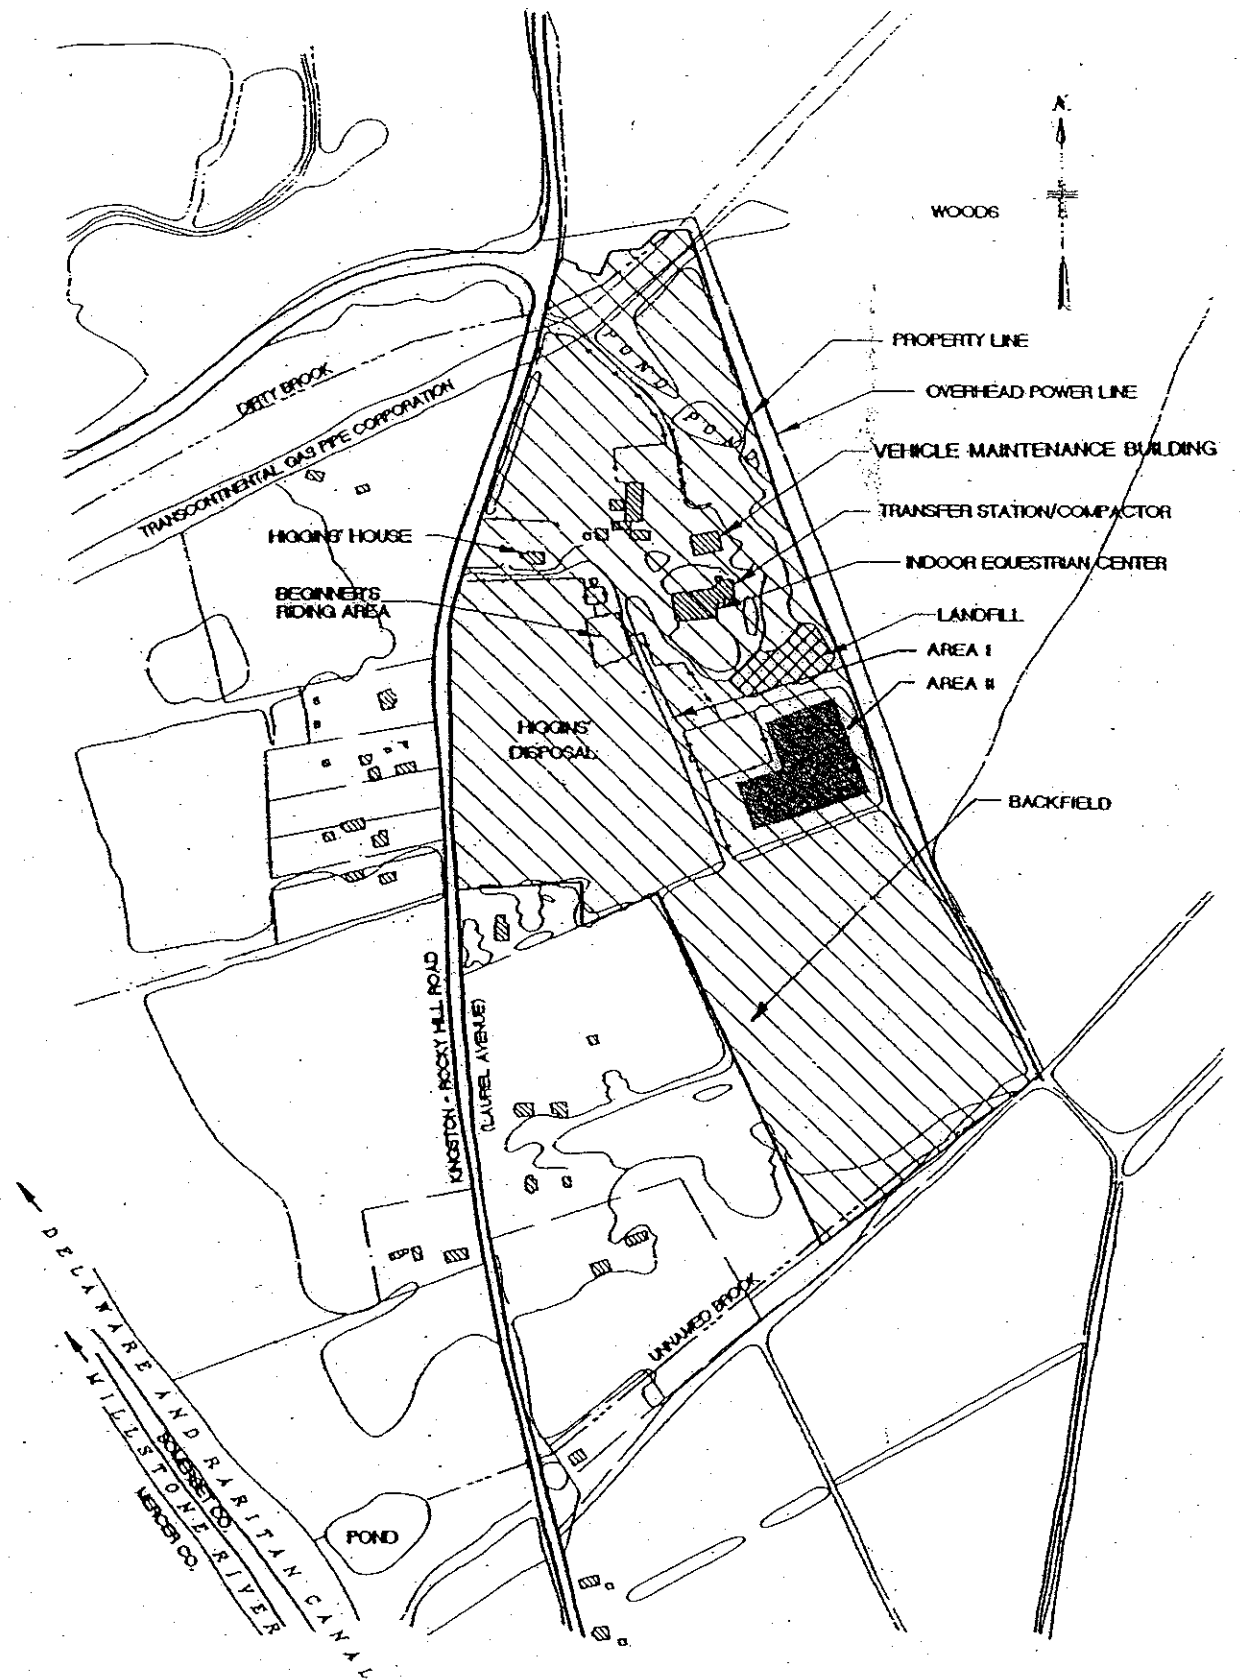 N
WOODS
POND
PROPERTY LINE
OVERHEAD POWER LINE
DIRTY BROOK
TRANSCONTINENTAL GAS PIPE CORPORATION
POND
VEHICLE MAINTENANCE BUILDING
TRANSFER STATION/COMPACTOR
HIGGINS' HOUSE
INDOOR EQUESTRIAN CENTER
BEGINNER'S
RIDING AREA
LANDFILL
AREA I
AREA II
HIGGINS'
DISPOSAL
BACKFIELD
KINGSTON - ROCKY HILL ROAD
(LAUREL AVENUE)
DELAWARE AND RARITAN CANAL
UNNAMED BROOK
SOMERSET CO.
MILLSTONE RIVER
MERCER CO.
POND